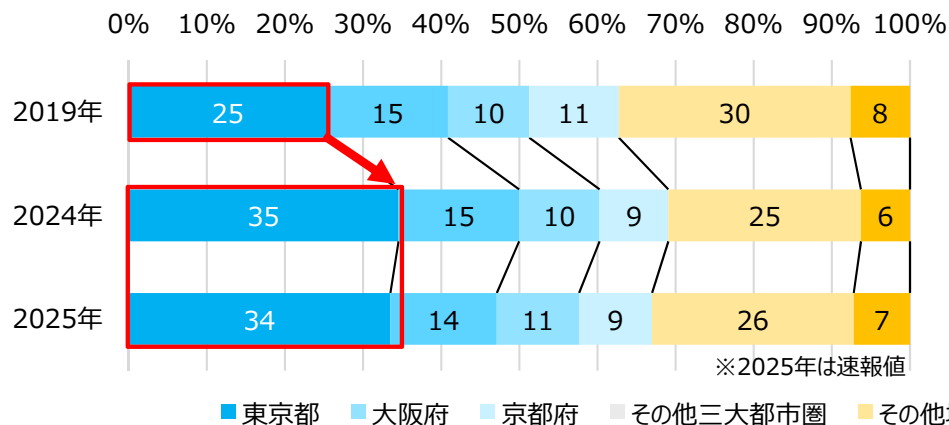 0% 10% 20% 30% 40% 50% 60% 70% 80% 90% 100%
2019年 25 15 10 11 30 8
2024年 35 15 10 9 25 6
2025年 34 14 11 9 26 7
※2025年は速報値
東京都 大阪府 京都府 その他三大都市圏 その他